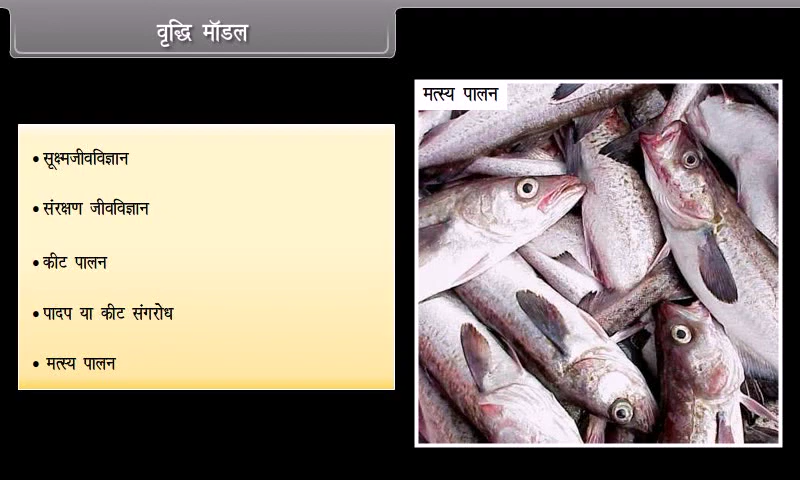 वृद्धि मॉडल
मत्स्य पालन
• सूक्ष्मजीवविज्ञान
• संरक्षण जीवविज्ञान
• कीट पालन
• पादप या कीट संगरोध
• मत्स्य पालन